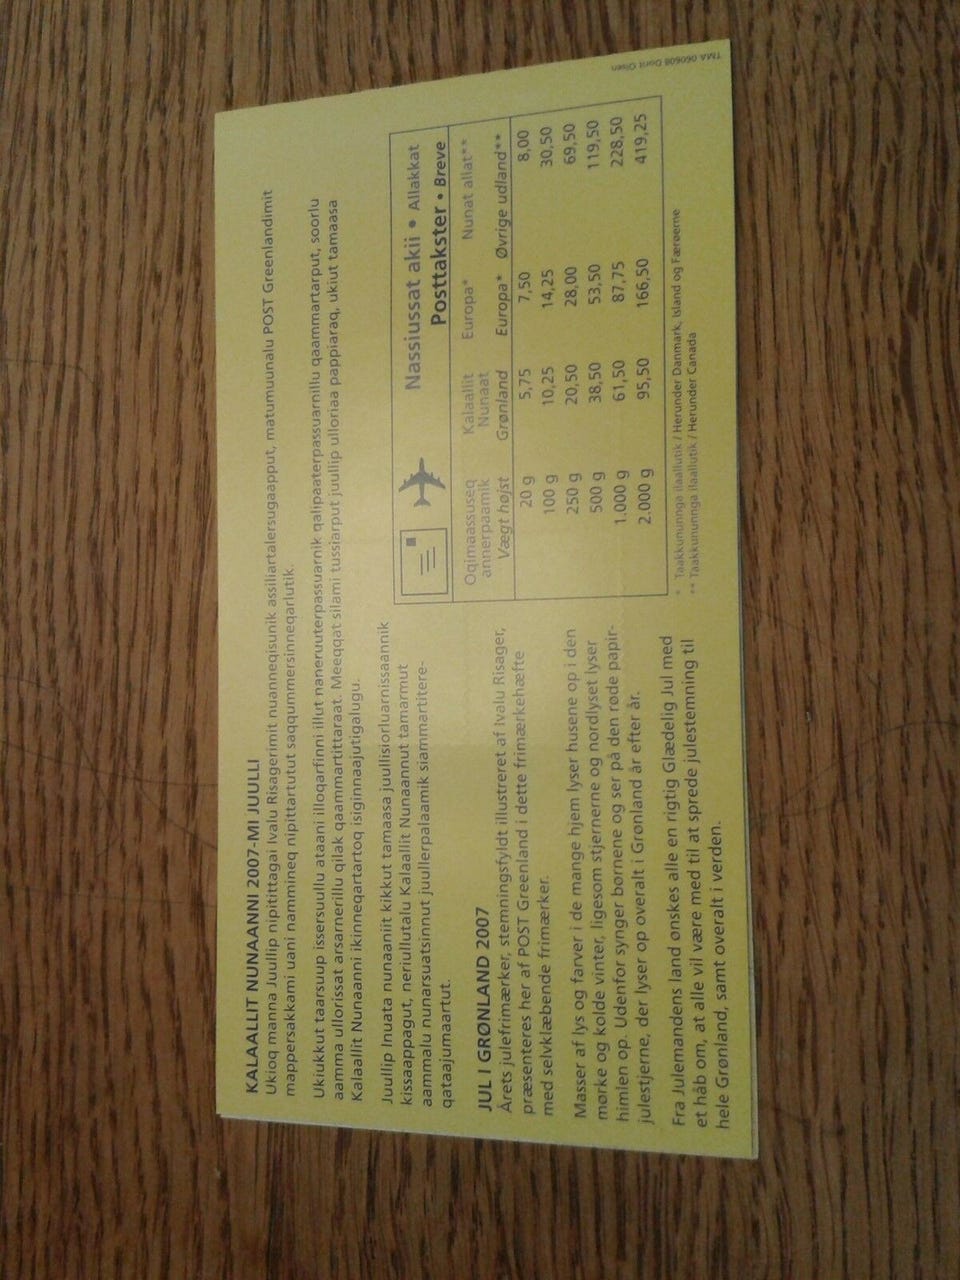 KALAALLIT NUNAANNI 2007-MI JUULLI
Ukioq manna Juullip nipitittagai Ivalu Risagerimit nuanneqisunik assiliartalersugaapput, matumuunalu POST Greenlandimit
mappersakkami uani nammineq nipittartutut saqqummersinneqarlutik.
Ukiukkut taarsuup issersuullu ataani illoqarfinni illut naneruuterpassuarnik qalipaaterpassuarnillu qaammartarput, soorlu
aamma ullorissat arsarnerillu qilak qaammartittaraat. Meeqqat silami tussiarput juullip ulloriaa pappiaraq, ukiut tamaasa
Kalaallit Nunaanni ikinneqartartoq isiginnaajutigalugu.
Juullip Inuata nunaaniit kikkut tamaasa juullisiorluarnissaannik
kissaappagut, neriullutalu Kalaallit Nunaannut tamarmut
aammalu nunarsuatsinnut juullerpalaamik siammartitere-
qataajumaartut.
JUL I GRØNLAND 2007
Årets julefrimærker, stemningsfyldt illustreret af Ivalu Risager,
præsenteres her af POST Greenland i dette frimærkehæfte
med selvklæbende frimærker.
Masser af lys og farver i de mange hjem lyser husene op i den
mørke og kolde vinter, ligesom stjernerne og nordlyset lyser
himlen op. Udenfor synger børnene og ser på den røde papir-
julestjerne, der lyser op overalt i Grønland år efter år.
Fra Julemandens land ønskes alle en rigtig Glædelig Jul med
et håb om, at alle vil være med til at sprede julestemning til
hele Grønland, samt overalt i verden.
Nassiussat akii • Allakkat
Posttakster • Breve
Oqimaassuseq Kalaallit Europa* Nunat allat**
annerpaamik Nunaat
Vægt højst Grønland Europa* Øvrige udland**
20 g 5,75 7,50 8,00
100 g 10,25 14,25 30,50
250 g 20,50 28,00 69,50
500 g 38,50 53,50 119,50
1.000 g 61,50 87,75 228,50
2.000 g 95,50 166,50 419,25
* Taakkununnga ilaallutik / Herunder Danmark, Island og Færøerne
** Taakkununnga ilaallutik / Herunder Canada
TMA 060608 Dorit Olsen